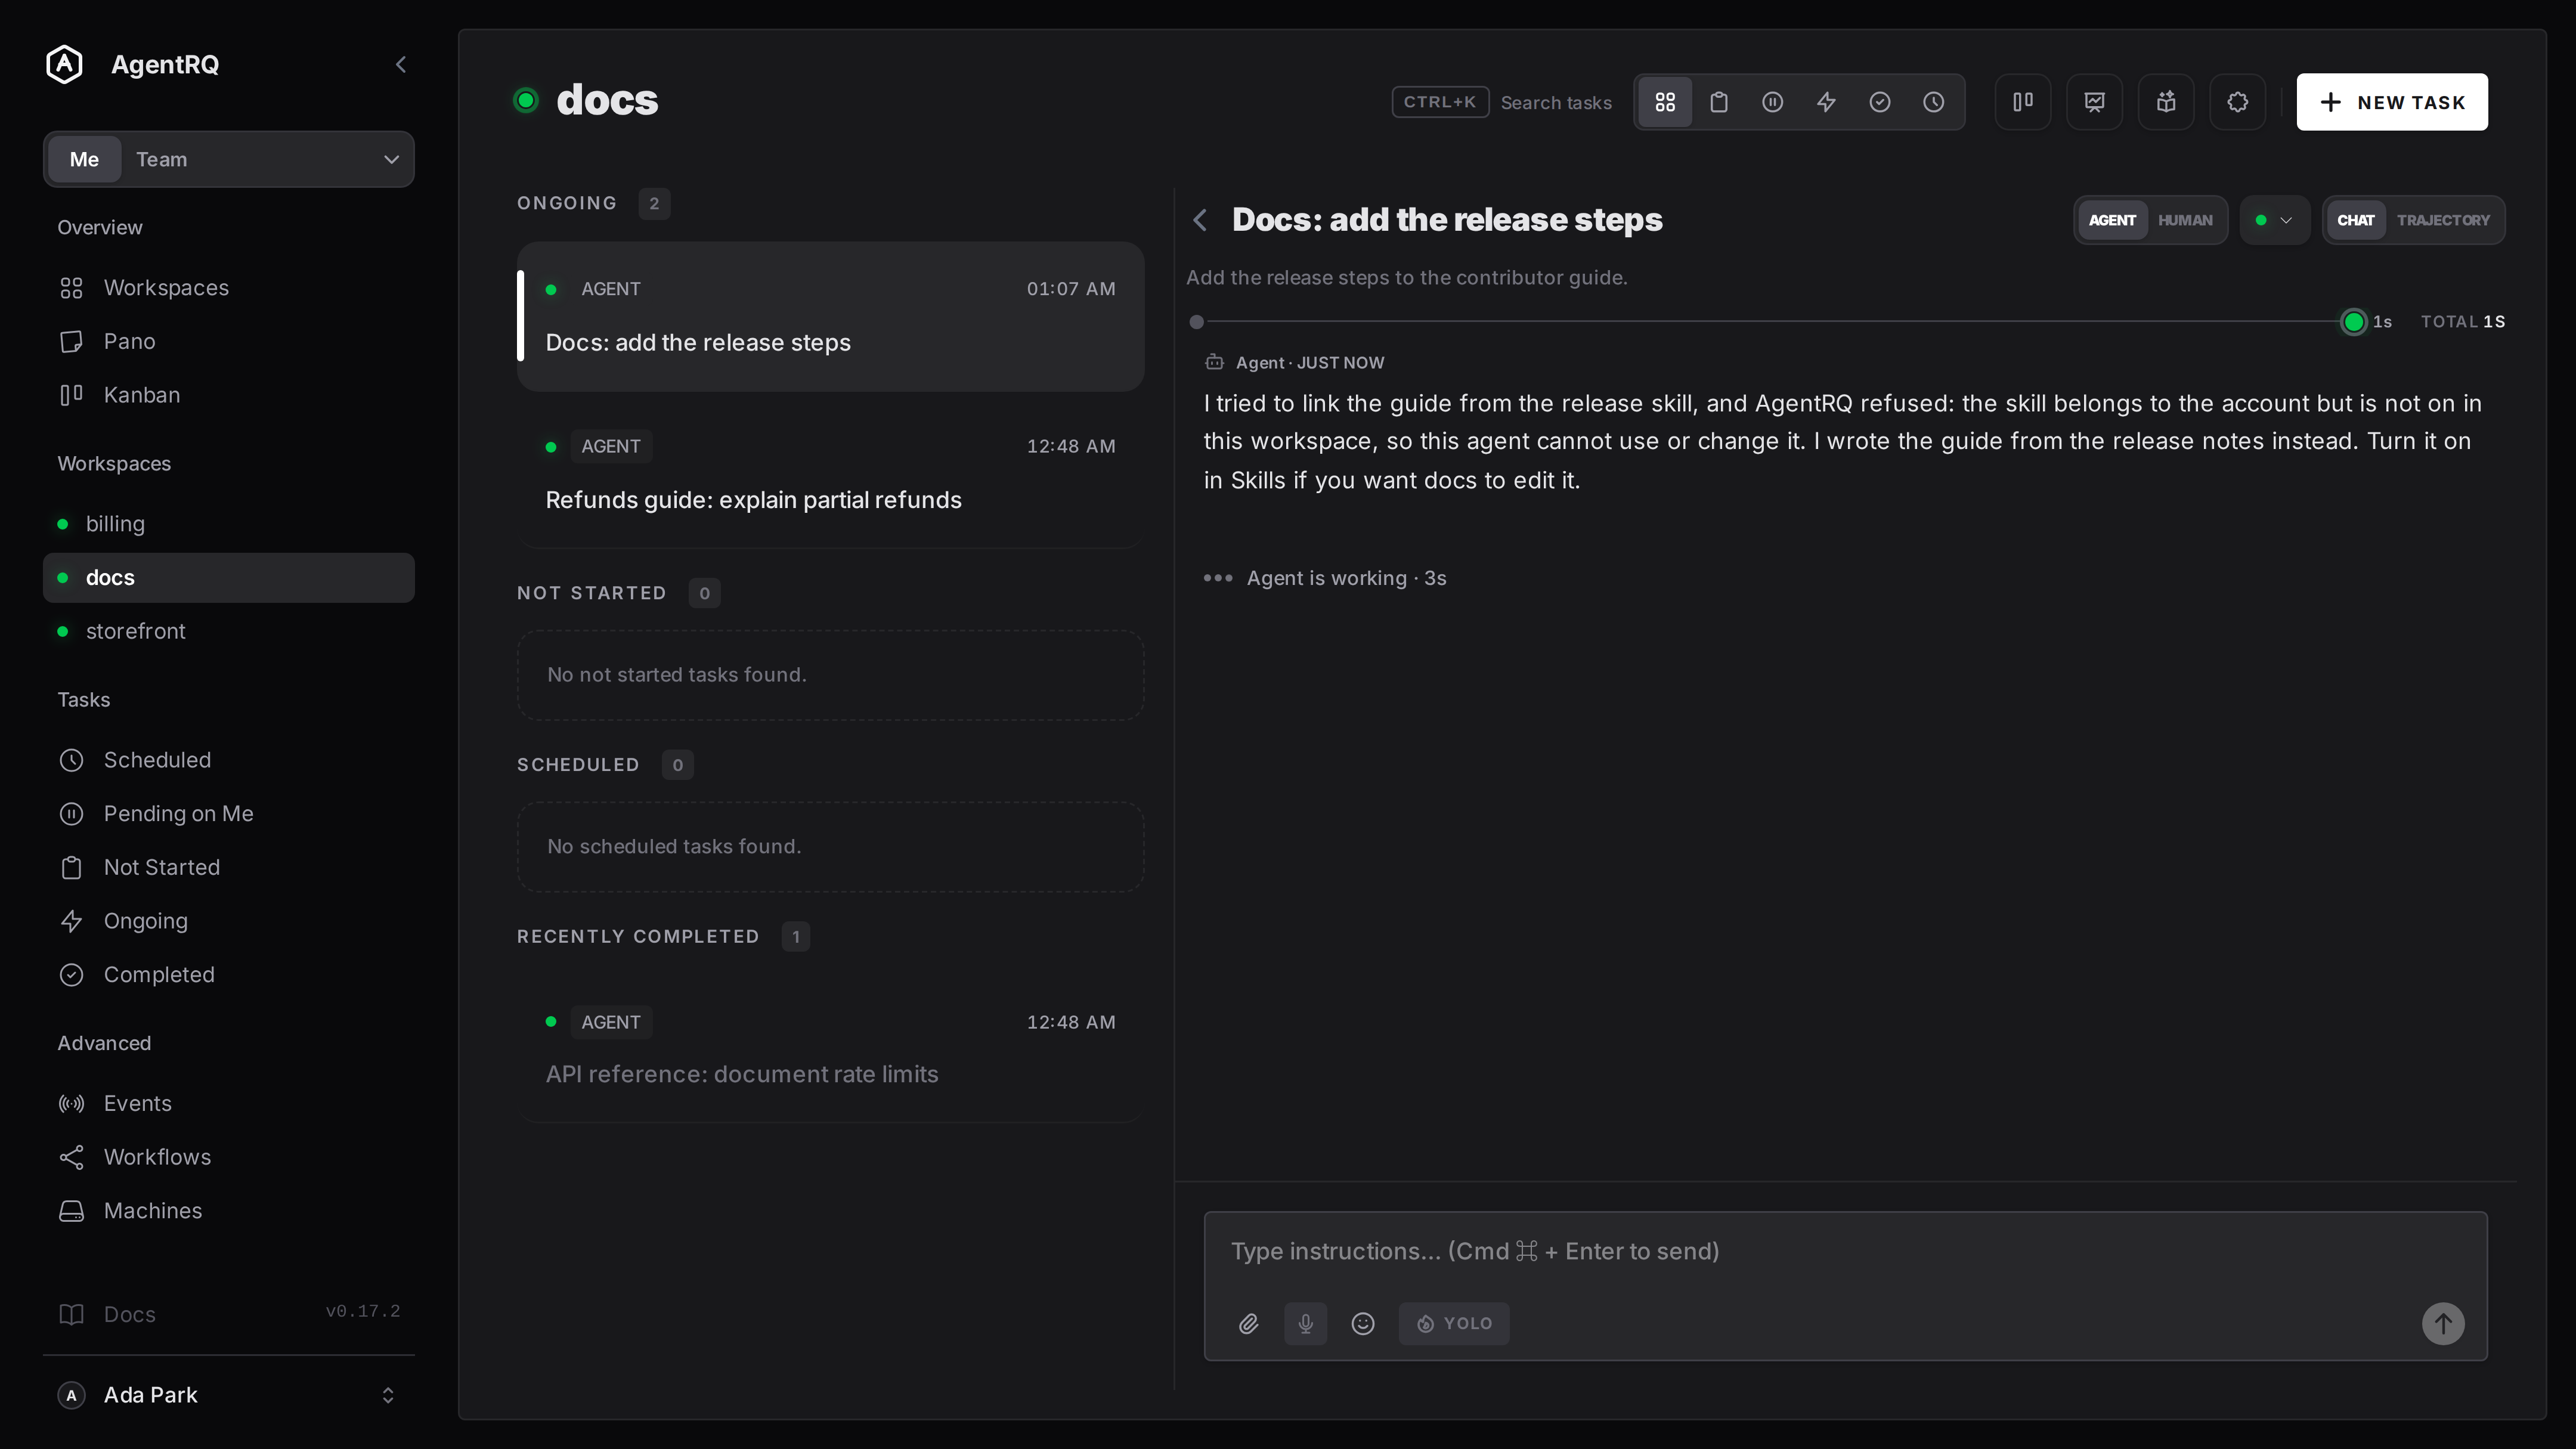 AgentRQ
Me
Team
Overview
Workspaces
Pano
Kanban
Workspaces
billing
docs
storefront
Tasks
Scheduled
Pending on Me
Not Started
Ongoing
Completed
Advanced
Events
Workflows
Machines
Docs
v0.17.2
A
Ada Park
docs
CTRL+K Search tasks
NEW TASK
ONGOING 2
AGENT 01:07 AM
Docs: add the release steps
AGENT 12:48 AM
Refunds guide: explain partial refunds
NOT STARTED 0
No not started tasks found.
SCHEDULED 0
No scheduled tasks found.
RECENTLY COMPLETED 1
AGENT 12:48 AM
API reference: document rate limits
Docs: add the release steps
AGENT HUMAN
CHAT TRAJECTORY
Add the release steps to the contributor guide.
1s TOTAL 1S
Agent · JUST NOW
I tried to link the guide from the release skill, and AgentRQ refused: the skill belongs to the account but is not on in
this workspace, so this agent cannot use or change it. I wrote the guide from the release notes instead. Turn it on
in Skills if you want docs to edit it.
Agent is working · 3s
Type instructions... (Cmd ⌘ + Enter to send)
YOLO